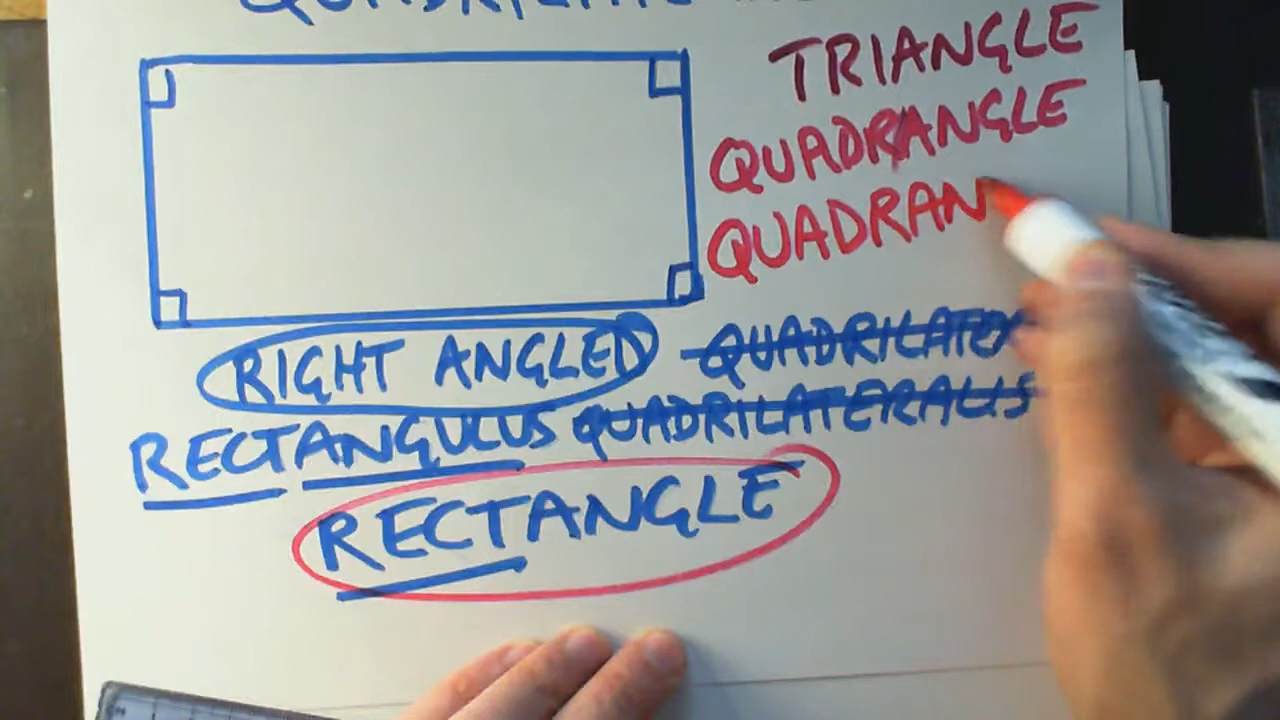 TRIANGLE
QUADRANGLE
QUADRAN
RIGHT ANGLED
RECTANGULUS QUADRILATERALIS
RECTANGLE